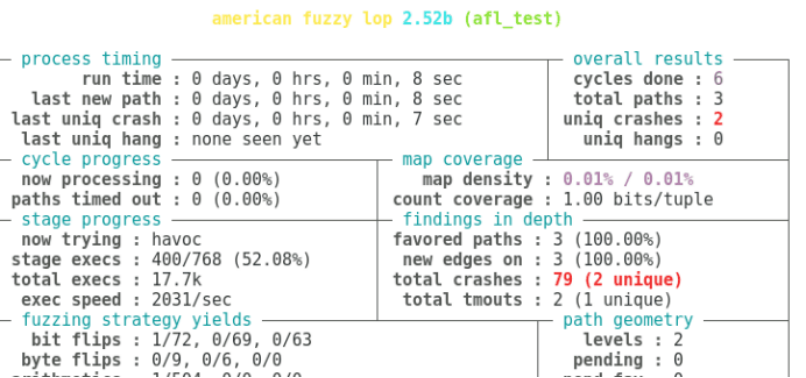 american fuzzy lop 2.52b (afl_test)
process timing overall results
run time : 0 days, 0 hrs, 0 min, 8 sec cycles done : 6
last new path : 0 days, 0 hrs, 0 min, 8 sec total paths : 3
last uniq crash : 0 days, 0 hrs, 0 min, 7 sec uniq crashes : 2
last uniq hang : none seen yet uniq hangs : 0
cycle progress map coverage
now processing : 0 (0.00%) map density : 0.01% / 0.01%
paths timed out : 0 (0.00%) count coverage : 1.00 bits/tuple
stage progress findings in depth
now trying : havoc favored paths : 3 (100.00%)
stage execs : 400/768 (52.08%) new edges on : 3 (100.00%)
total execs : 17.7k total crashes : 79 (2 unique)
exec speed : 2031/sec total tmouts : 2 (1 unique)
fuzzing strategy yields path geometry
bit flips : 1/72, 0/69, 0/63 levels : 2
byte flips : 0/9, 0/6, 0/0 pending : 0